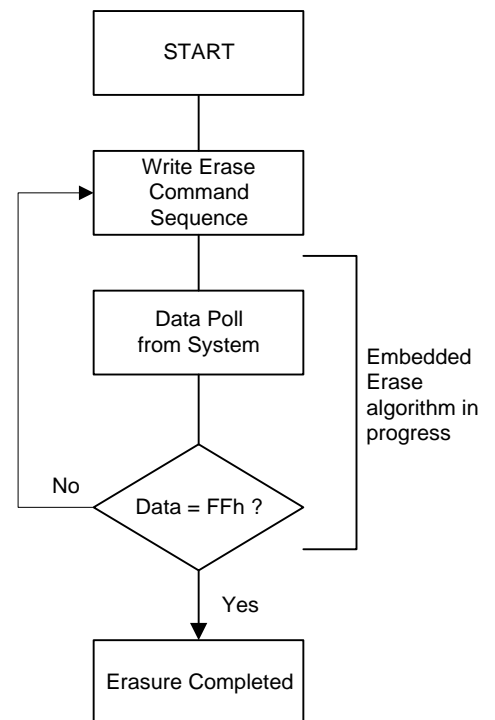 START
Write Erase
Command
Sequence
Data Poll
from System
Embedded
Erase
algorithm in
progress
No
Data = FFh ?
Yes
Erasure Completed